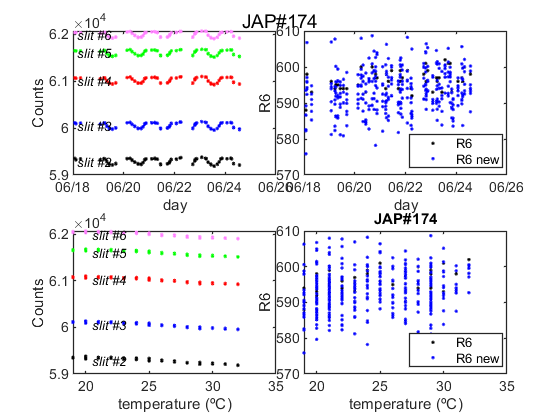 JAP#174
×10⁴
6.2
6.1
6
5.9
Counts
slit #6
slit #5
slit #4
slit #3
slit #2
06/18 06/20 06/22 06/24 06/26
day
610
600
590
580
570
R6
R6
R6 new
06/18 06/20 06/22 06/24 06/26
day
×10⁴
6.2
6.1
6
5.9
Counts
slit #6
slit #5
slit #4
slit #3
slit #2
20 25 30 35
temperature (ºC)
JAP#174
610
600
590
580
570
R6
R6
R6 new
20 25 30 35
temperature (ºC)